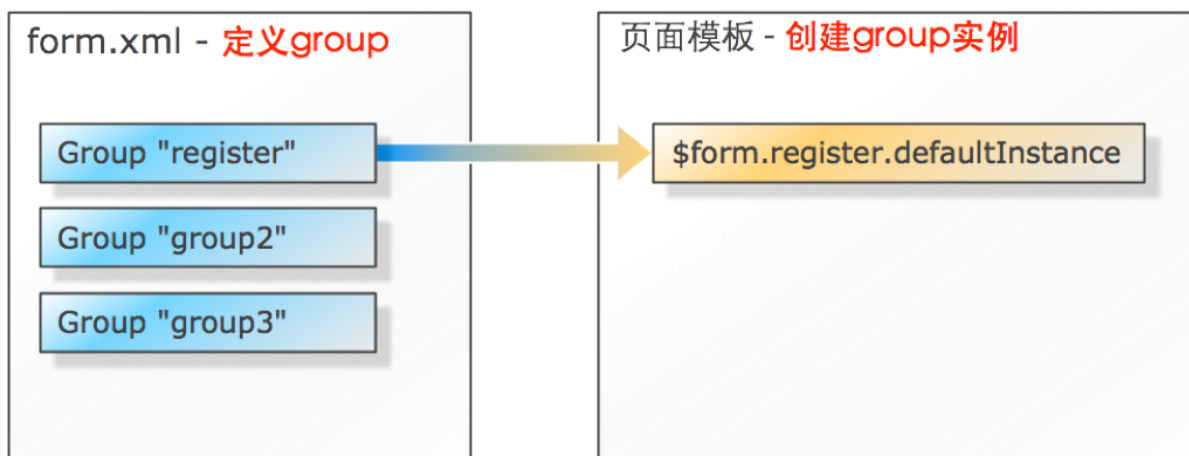 form.xml - 定义group
Group "register"
Group "group2"
Group "group3"
页面模板 - 创建group实例
$form.register.defaultInstance